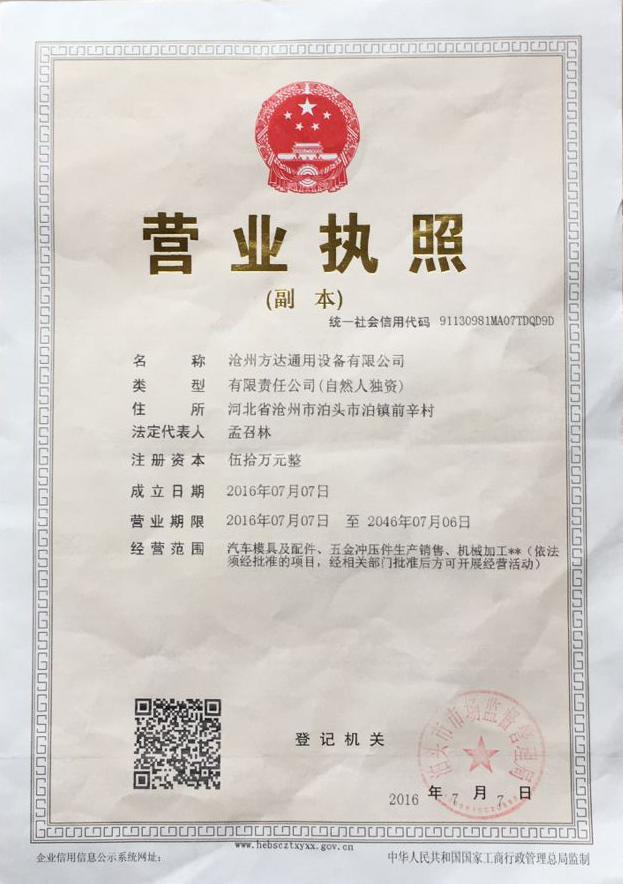 营业执照
(副 本)
统一社会信用代码 91130981MA07TDQD9D
名 称 沧州方达通用设备有限公司
类 型 有限责任公司(自然人独资)
住 所 河北省沧州市泊头市泊镇前辛村
法定代表人 孟召林
注册资本 伍拾万元整
成立日期 2016年07月07日
营业期限 2016年07月07日 至 2046年07月06日
经营范围 汽车模具及配件、五金冲压件生产销售、机械加工**(依法
须经批准的项目,经相关部门批准后方可开展经营活动)
登记机关
泊头市市场监督管理局
2016 年 7 月 7 日
www.hebscztxyxx.gov.cn
企业信用信息公示系统网址:
中华人民共和国国家工商行政管理总局监制